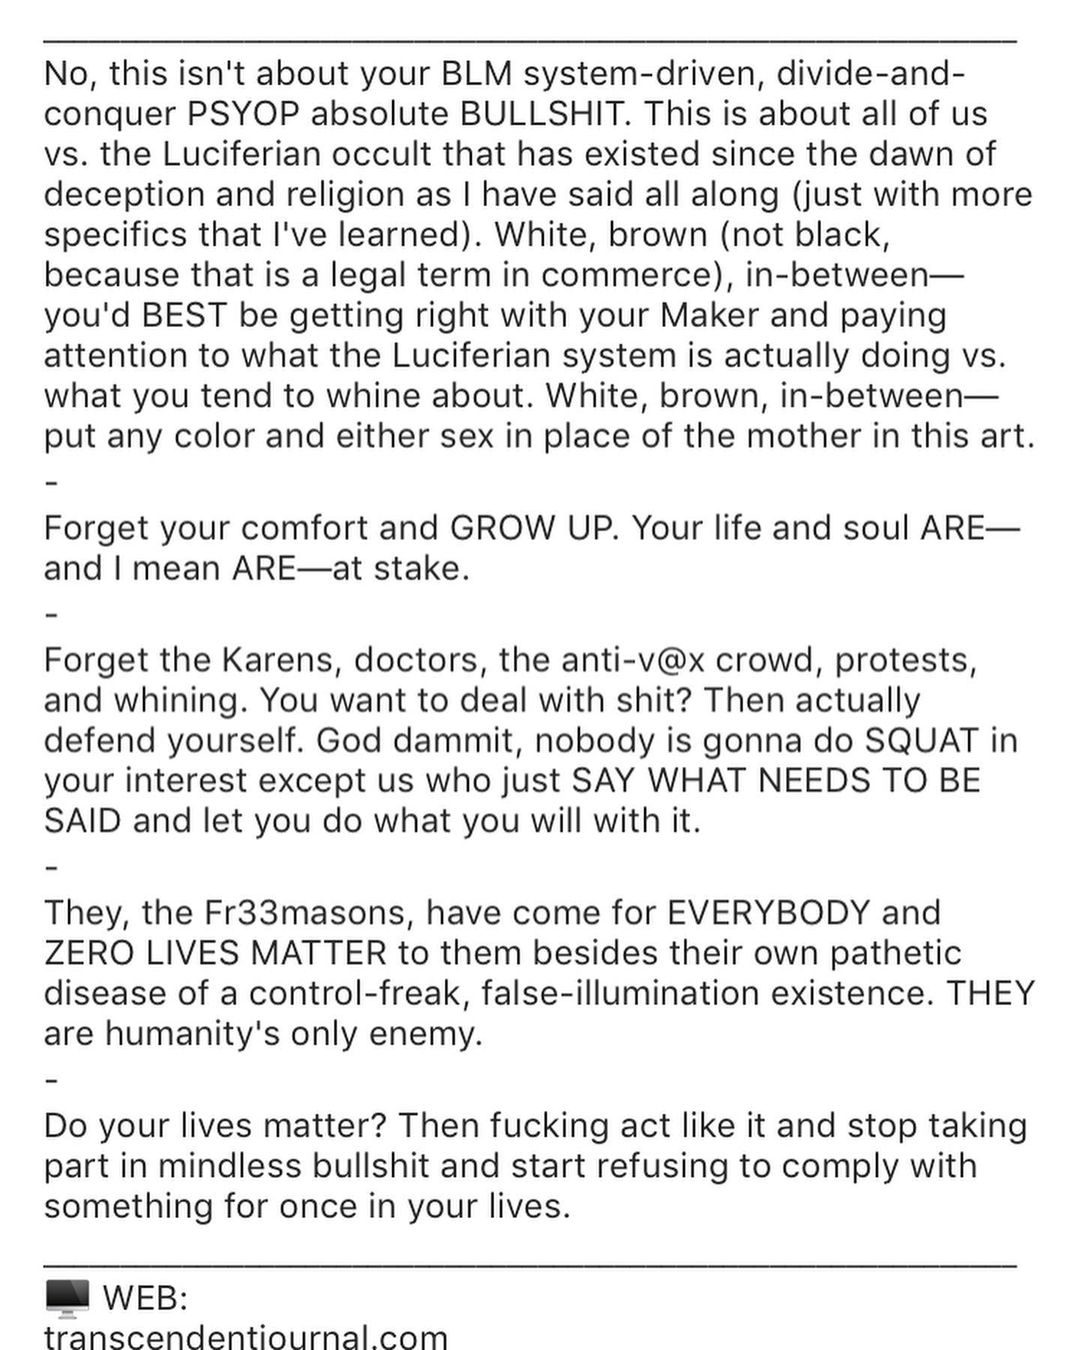 No, this isn't about your BLM system-driven, divide-and-
conquer PSYOP absolute BULLSHIT. This is about all of us
vs. the Luciferian occult that has existed since the dawn of
deception and religion as I have said all along (just with more
specifics that I've learned). White, brown (not black,
because that is a legal term in commerce), in-between—
you'd BEST be getting right with your Maker and paying
attention to what the Luciferian system is actually doing vs.
what you tend to whine about. White, brown, in-between—
put any color and either sex in place of the mother in this art.
-
Forget your comfort and GROW UP. Your life and soul ARE—
and I mean ARE—at stake.
-
Forget the Karens, doctors, the anti-v@x crowd, protests,
and whining. You want to deal with shit? Then actually
defend yourself. God dammit, nobody is gonna do SQUAT in
your interest except us who just SAY WHAT NEEDS TO BE
SAID and let you do what you will with it.
-
They, the Fr33masons, have come for EVERYBODY and
ZERO LIVES MATTER to them besides their own pathetic
disease of a control-freak, false-illumination existence. THEY
are humanity's only enemy.
-
Do your lives matter? Then fucking act like it and stop taking
part in mindless bullshit and start refusing to comply with
something for once in your lives.
WEB:
transcendentjournal.com